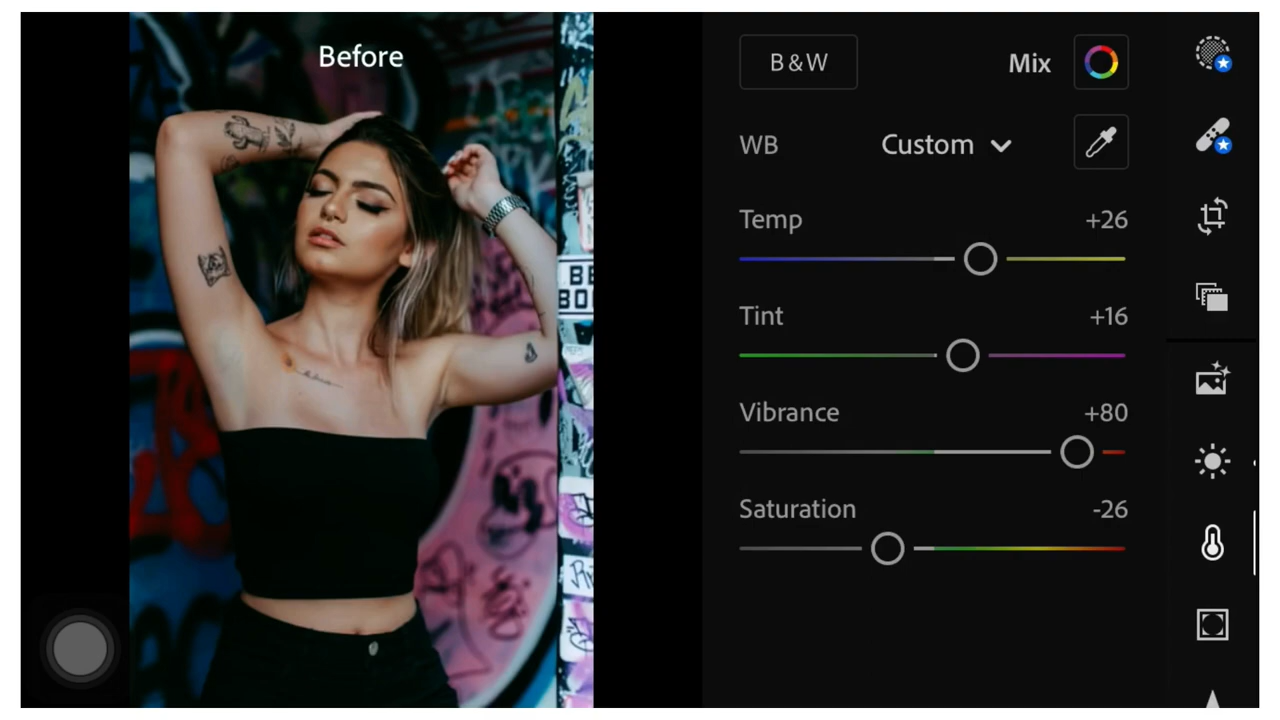 Before
B&W
Mix
WB
Custom
Temp
+26
Tint
+16
Vibrance
+80
Saturation
-26